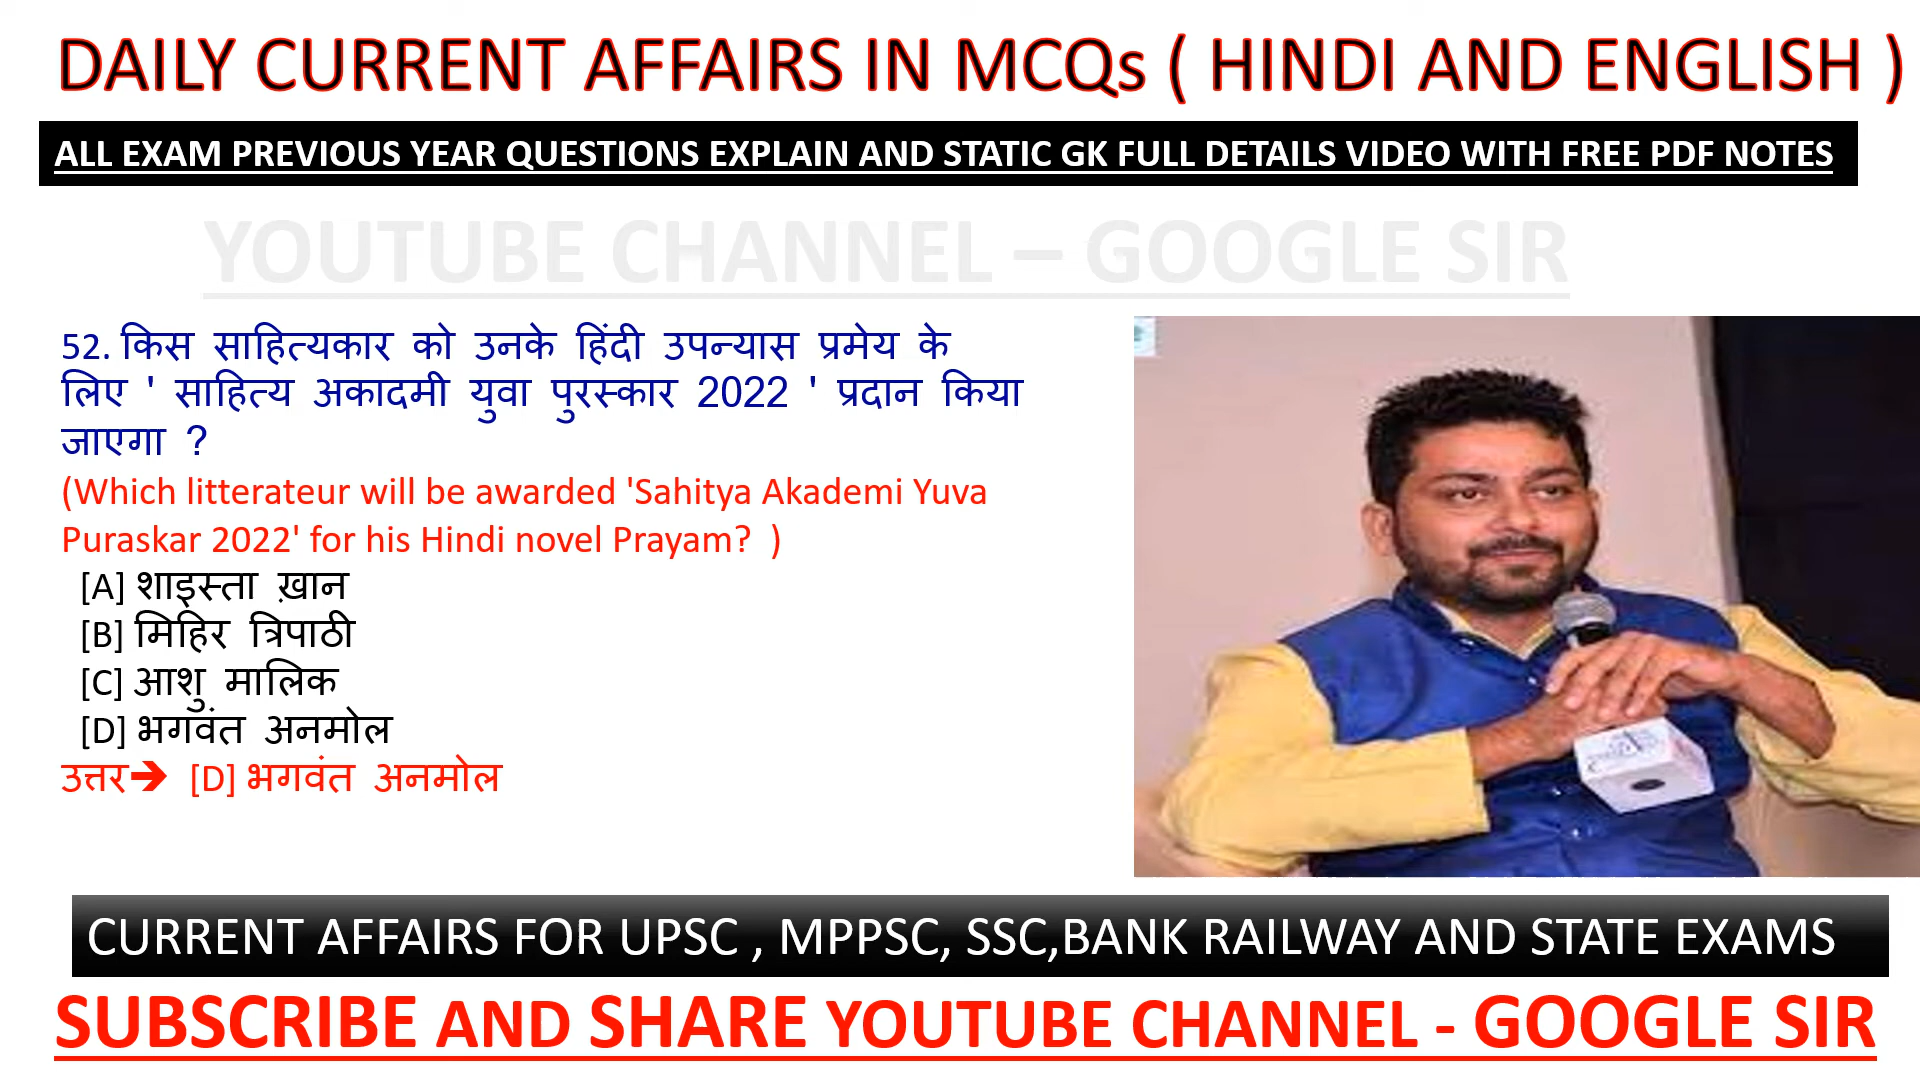 DAILY CURRENT AFFAIRS IN MCQs ( HINDI AND ENGLISH )
ALL EXAM PREVIOUS YEAR QUESTIONS EXPLAIN AND STATIC GK FULL DETAILS VIDEO WITH FREE PDF NOTES
YOUTUBE CHANNEL – GOOGLE SIR
52. किस साहित्यकार को उनके हिंदी उपन्यास प्रमेय के
लिए ' साहित्य अकादमी युवा पुरस्कार 2022 ' प्रदान किया
जाएगा ?
(Which litterateur will be awarded 'Sahitya Akademi Yuva
Puraskar 2022' for his Hindi novel Prayam? )
[A] शाइस्ता ख़ान
[B] मिहिर त्रिपाठी
[C] आशु मालिक
[D] भगवंत अनमोल
उत्तर➔ [D] भगवंत अनमोल
CURRENT AFFAIRS FOR UPSC , MPPSC, SSC,BANK RAILWAY AND STATE EXAMS
SUBSCRIBE AND SHARE YOUTUBE CHANNEL - GOOGLE SIR